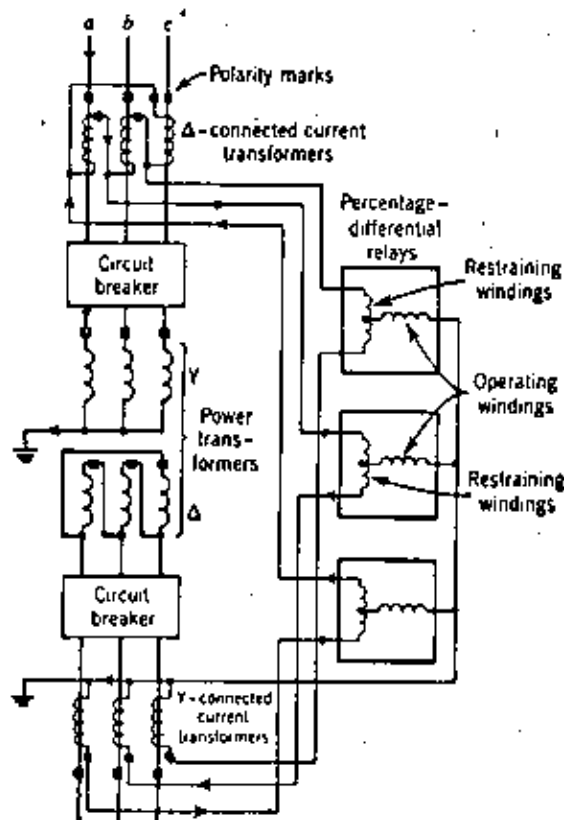 a b c
Polarity marks
Δ-connected current
transformers
Percentage-
differential
relays
Restraining
windings
Circuit
breaker
Y
Operating
windings
Power
trans-
formers
Restraining
windings
Δ
Circuit
breaker
Y-connected
current
transformers